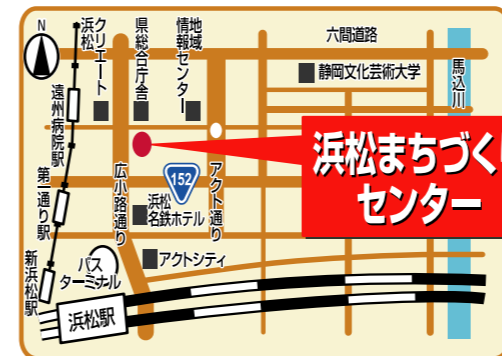 N
クリエート
浜松
県総合庁舎
地域
情報センター
六間道路
静岡文化芸術大学
馬込川
遠州病院駅
第一通り駅
新浜松駅
広小路通り
152
アクト通り
浜松
名鉄ホテル
アクトシティ
バス
ターミナル
浜松駅
浜松まちづくり
センター